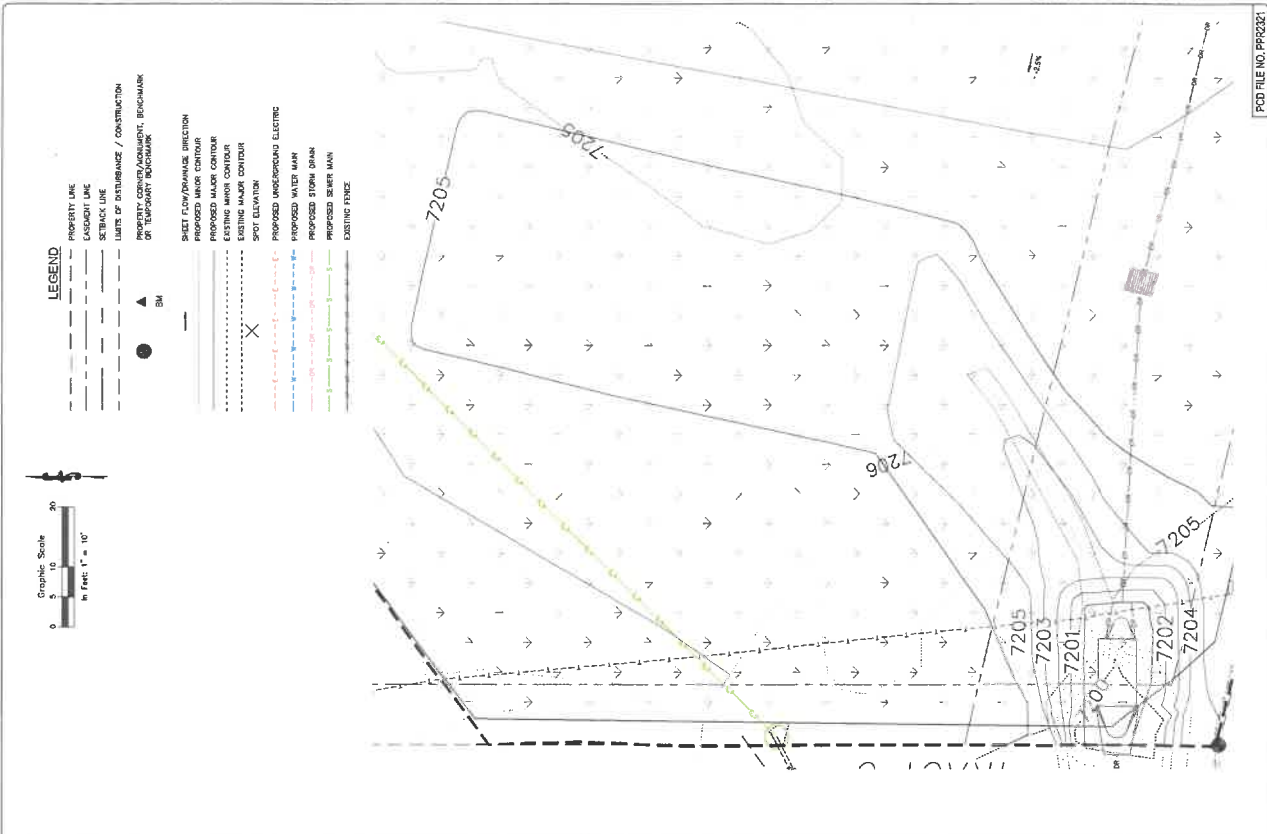 LEGEND
PROPERTY LINE
EASEMENT LINE
SETBACK LINE
LIMITS OF DISTURBANCE / CONSTRUCTION
PROPERTY CORNER/MONUMENT, BENCHMARK
OR TEMPORARY BENCHMARK
BM
SHEET FLOW/DRAINAGE DIRECTION
PROPOSED MINOR CONTOUR
PROPOSED MAJOR CONTOUR
EXISTING MINOR CONTOUR
EXISTING MAJOR CONTOUR
SPOT ELEVATION
PROPOSED UNDERGROUND ELECTRIC
PROPOSED WATER MAIN
PROPOSED STORM DRAIN
PROPOSED SEWER MAIN
EXISTING FENCE
Graphic Scale
0 5 10 20
In Feet: 1" = 10'
7205
7205
7206
7205
7205
7203
7201
7200
7202
7204
-2.5%
PCD FILE NO. PPR2321